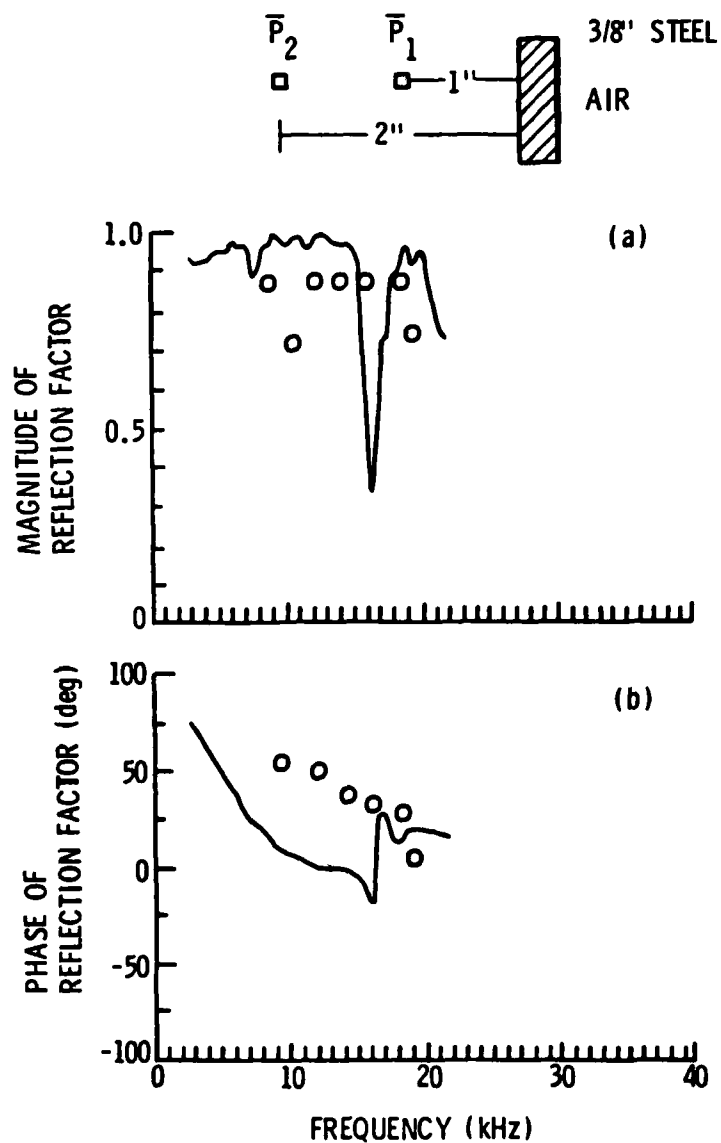 P̅2 P̅1 3/8" STEEL
1" AIR
2"
(a)
1.0
0.5
0
MAGNITUDE OF
REFLECTION FACTOR
(b)
100
50
0
-50
-100
PHASE OF
REFLECTION FACTOR (deg)
0 10 20 30 40
FREQUENCY (kHz)